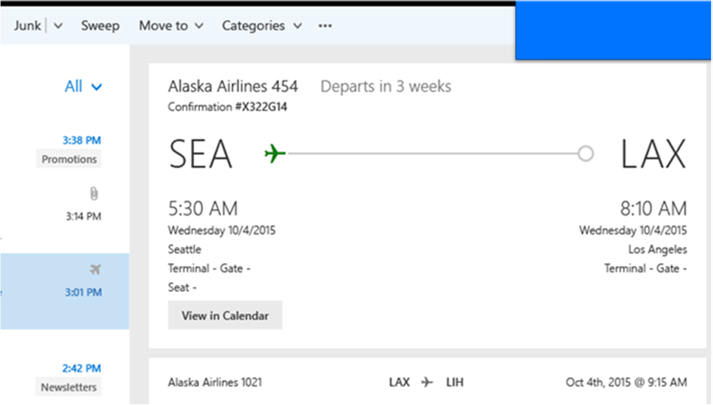 Junk Sweep Move to Categories ...
All
3:38 PM
Promotions
3:14 PM
3:01 PM
2:42 PM
Newsletters
Alaska Airlines 454 Departs in 3 weeks
Confirmation #X322G14
SEA LAX
5:30 AM 8:10 AM
Wednesday 10/4/2015 Wednesday 10/4/2015
Seattle Los Angeles
Terminal - Gate - Terminal - Gate -
Seat -
View in Calendar
Alaska Airlines 1021 LAX LIH Oct 4th, 2015 @ 9:15 AM